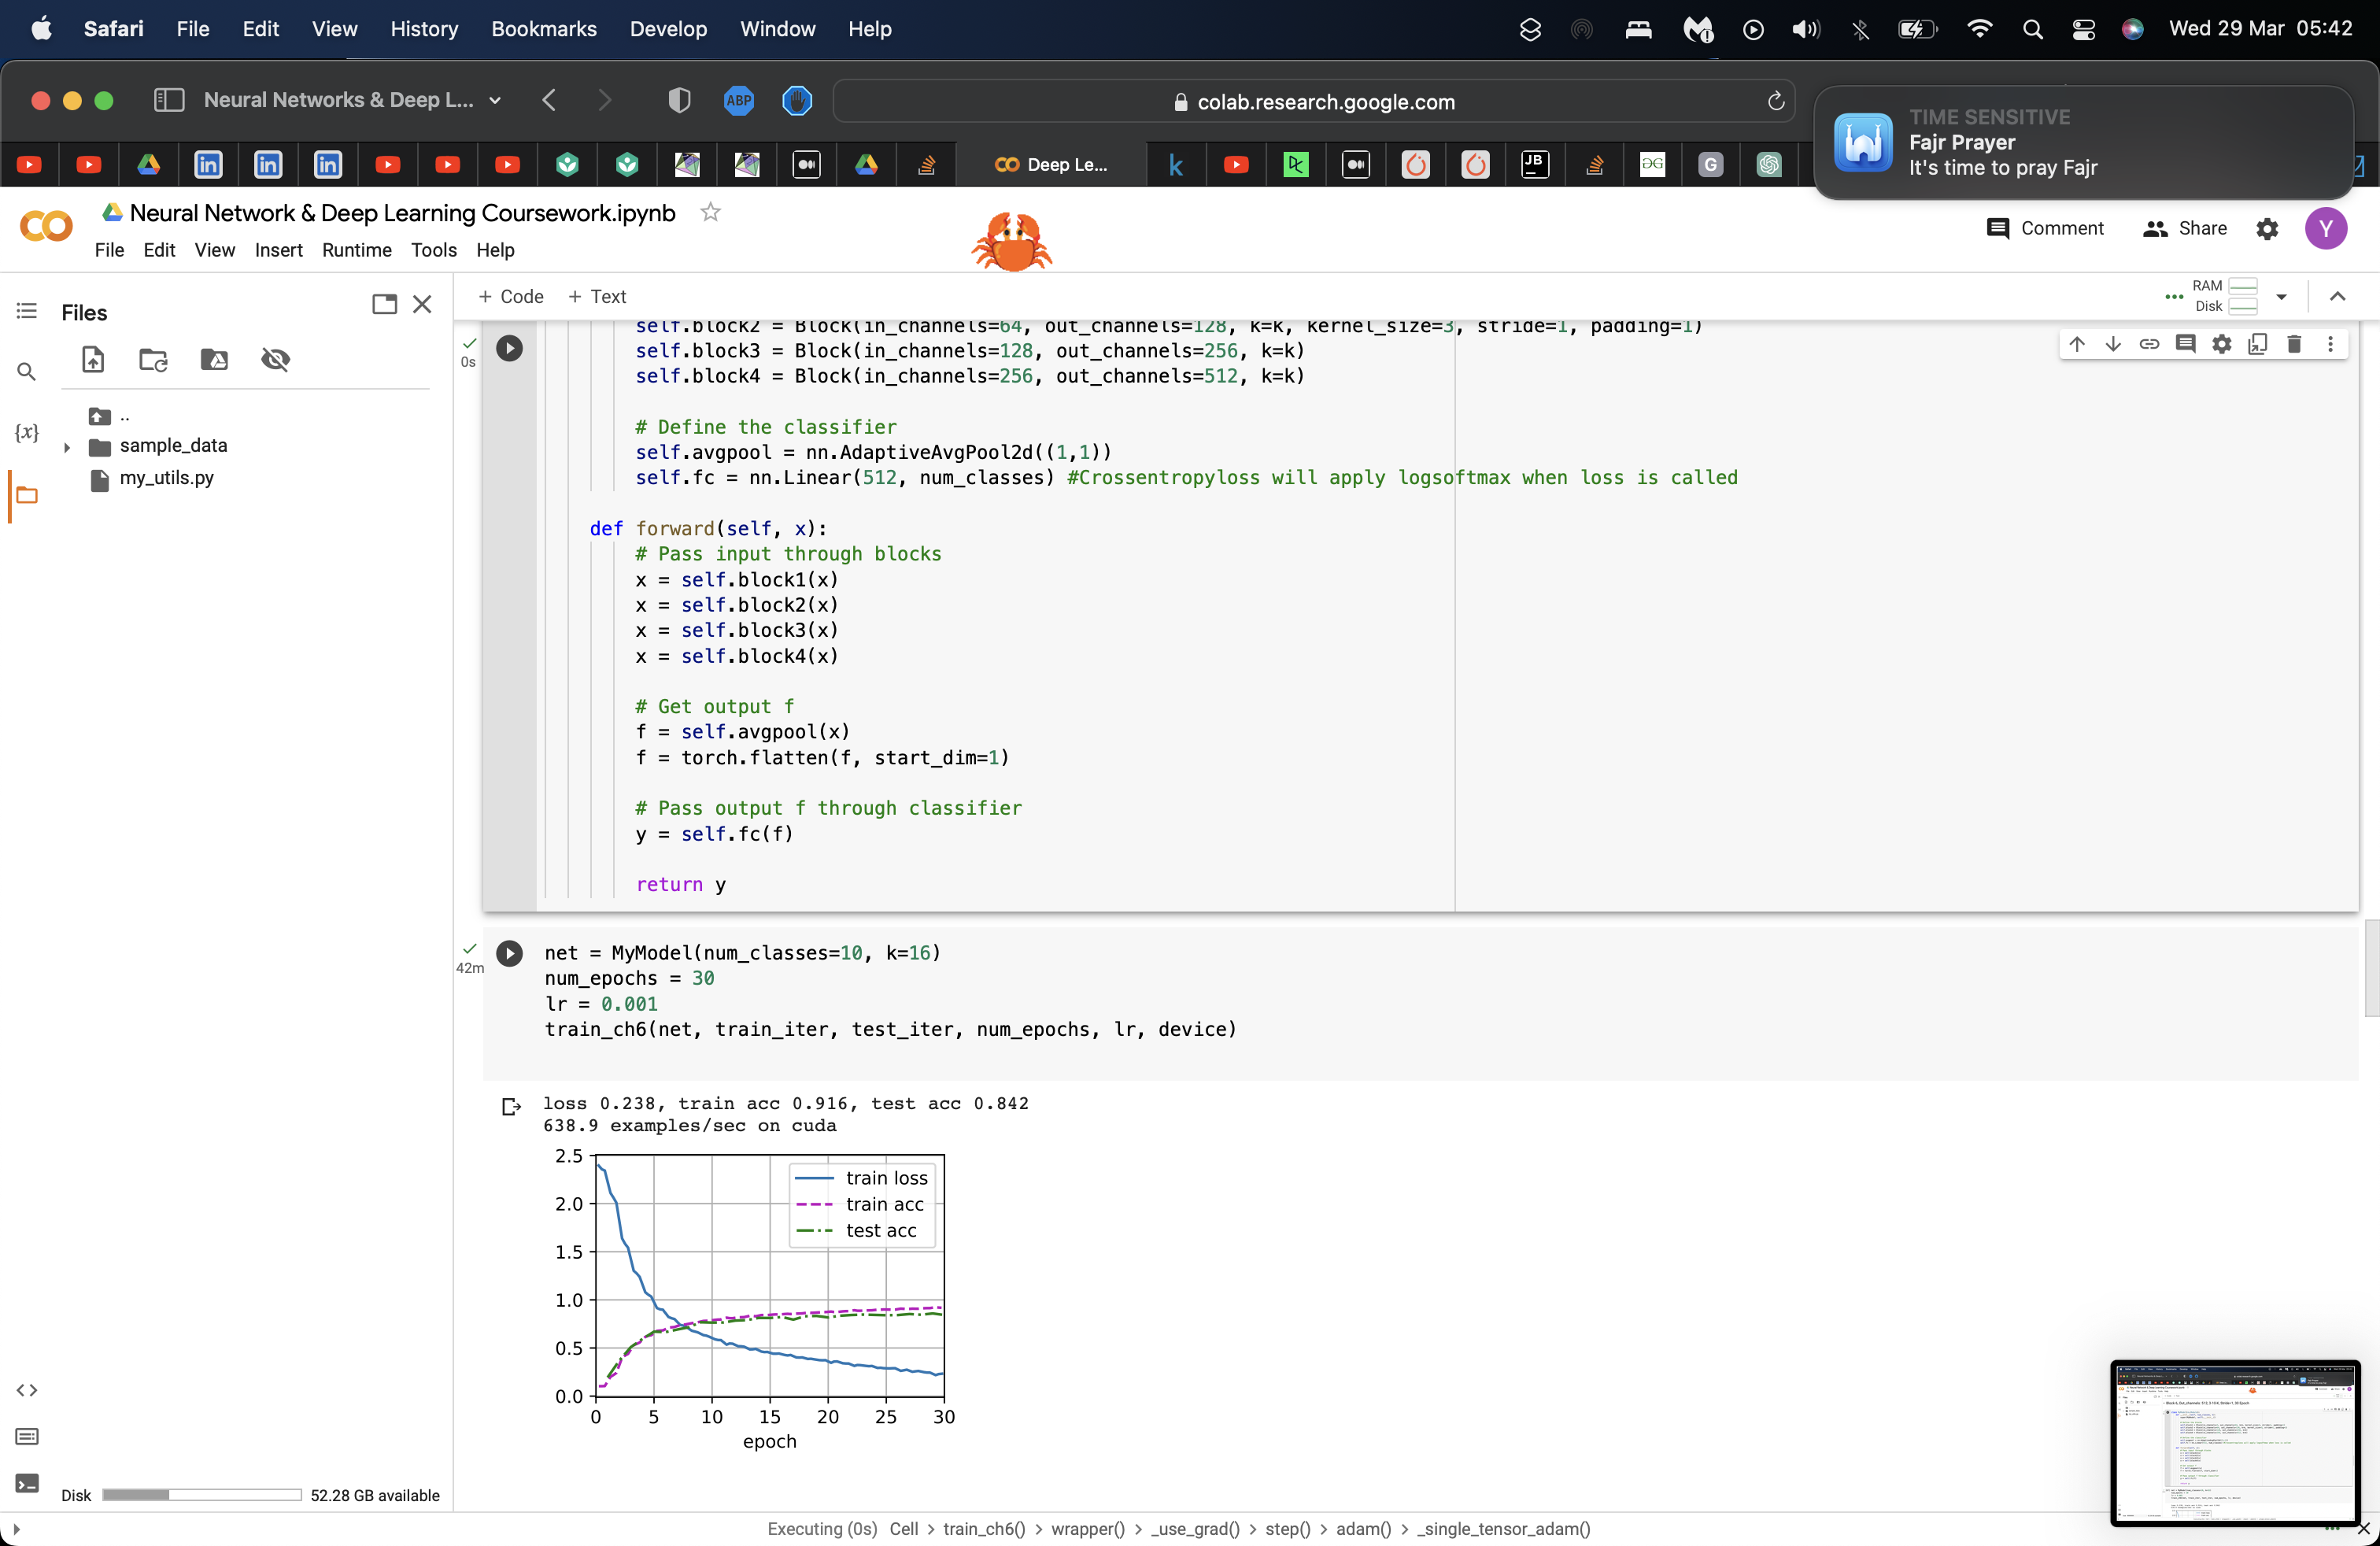 Safari File Edit View History Bookmarks Develop Window Help Wed 29 Mar 05:42
Neural Networks & Deep L... ABP colab.research.google.com
TIME SENSITIVE
Fajr Prayer
It's time to pray Fajr
Deep Le...
Neural Network & Deep Learning Coursework.ipynb
File Edit View Insert Runtime Tools Help
Comment Share Y
Files
+ Code + Text
RAM
Disk
..
sample_data
my_utils.py
0s
self.block2 = Block(in_channels=64, out_channels=128, k=k, kernel_size=3, stride=1, padding=1)
self.block3 = Block(in_channels=128, out_channels=256, k=k)
self.block4 = Block(in_channels=256, out_channels=512, k=k)
# Define the classifier
self.avgpool = nn.AdaptiveAvgPool2d((1,1))
self.fc = nn.Linear(512, num_classes) #Crossentropyloss will apply logsoftmax when loss is called
def forward(self, x):
# Pass input through blocks
x = self.block1(x)
x = self.block2(x)
x = self.block3(x)
x = self.block4(x)
# Get output f
f = self.avgpool(x)
f = torch.flatten(f, start_dim=1)
# Pass output f through classifier
y = self.fc(f)
return y
42m
net = MyModel(num_classes=10, k=16)
num_epochs = 30
lr = 0.001
train_ch6(net, train_iter, test_iter, num_epochs, lr, device)
loss 0.238, train acc 0.916, test acc 0.842
638.9 examples/sec on cuda
2.5
2.0
1.5
1.0
0.5
0.0
train loss
train acc
test acc
0 5 10 15 20 25 30
epoch
Disk 52.28 GB available
Executing (0s) Cell > train_ch6() > wrapper() > _use_grad() > step() > adam() > _single_tensor_adam()